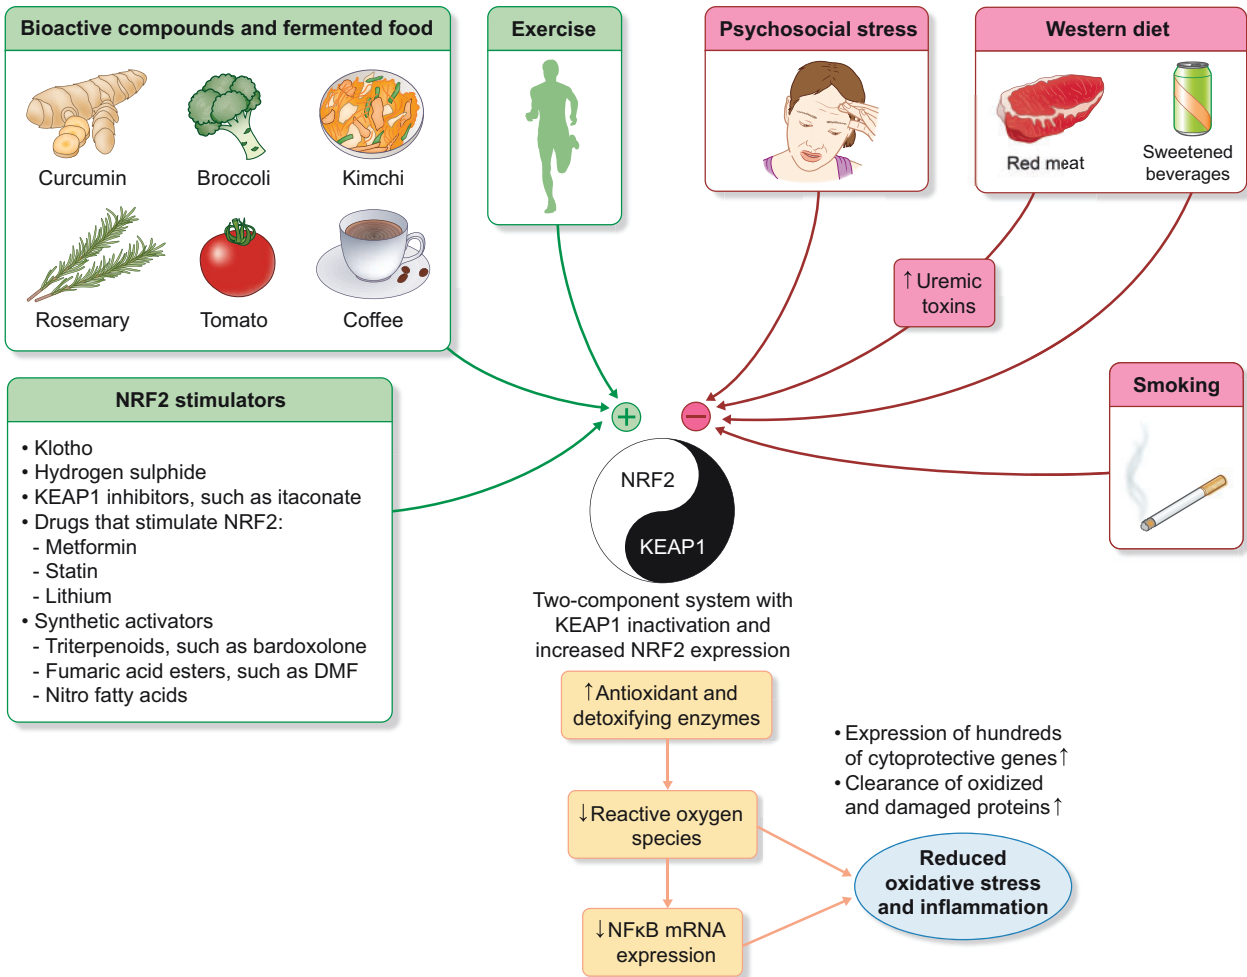 Bioactive compounds and fermented food
Curcumin
Broccoli
Kimchi
Rosemary
Tomato
Coffee
Exercise
Psychosocial stress
Western diet
Red meat
Sweetened
beverages
↑ Uremic
toxins
Smoking
NRF2 stimulators
• Klotho
• Hydrogen sulphide
• KEAP1 inhibitors, such as itaconate
• Drugs that stimulate NRF2:
- Metformin
- Statin
- Lithium
• Synthetic activators
- Triterpenoids, such as bardoxolone
- Fumaric acid esters, such as DMF
- Nitro fatty acids
+
−
NRF2
KEAP1
Two-component system with
KEAP1 inactivation and
increased NRF2 expression
↑ Antioxidant and
detoxifying enzymes
↓ Reactive oxygen
species
↓ NFκB mRNA
expression
• Expression of hundreds
of cytoprotective genes ↑
• Clearance of oxidized
and damaged proteins ↑
Reduced
oxidative stress
and inflammation